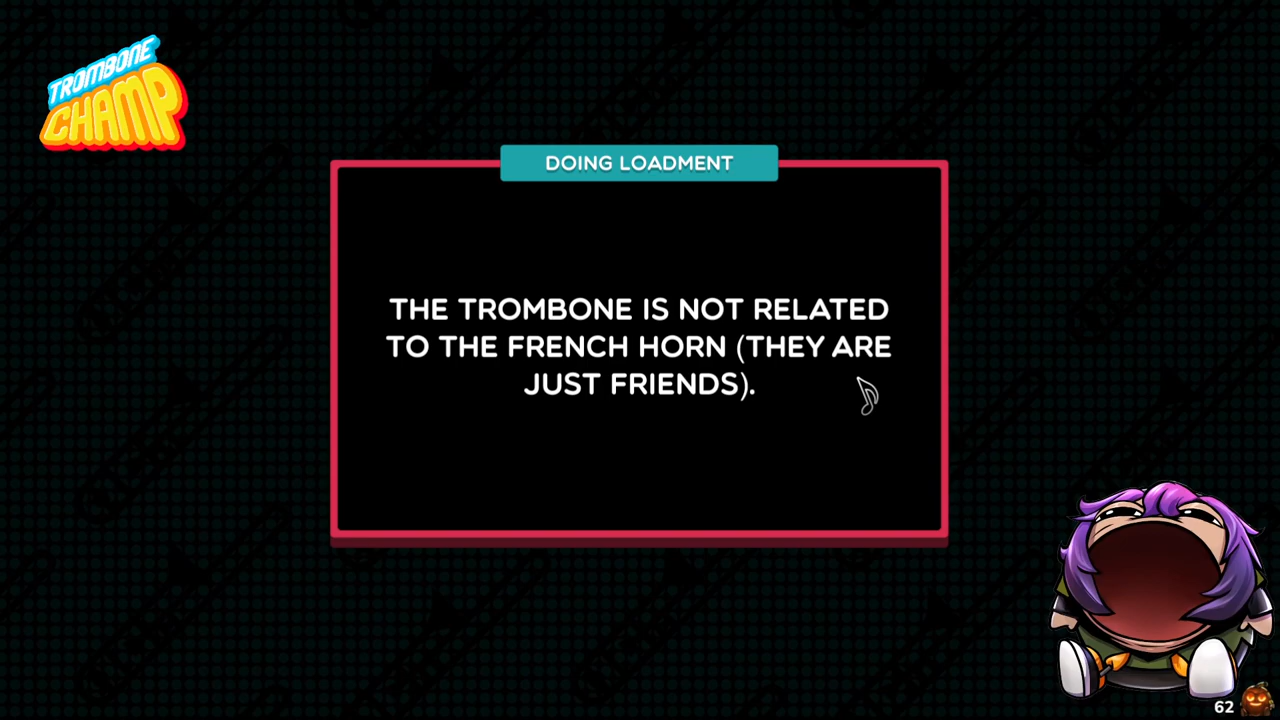 TROMBONE
CHAMP
DOING LOADMENT
THE TROMBONE IS NOT RELATED
TO THE FRENCH HORN (THEY ARE
JUST FRIENDS).
62